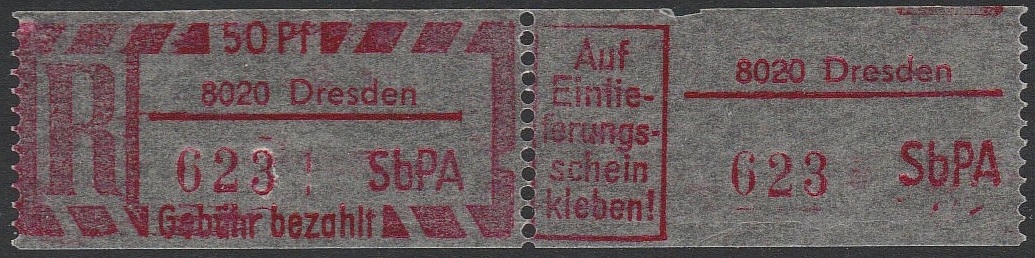 50 Pf
R
8020 Dresden
623
SbPA
Gebühr bezahlt
Auf
Einlie-
ferungs-
schein
kleben!
8020 Dresden
623
SbPA